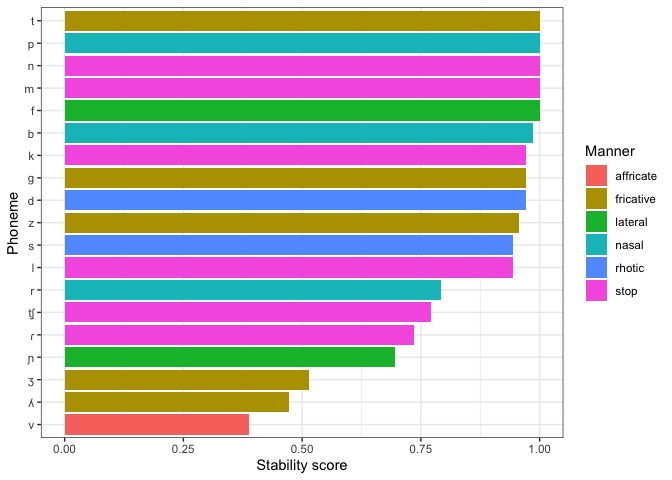 t
p
n
m
f
b
k
g
d
z
s
l
r
tʃ
ɾ
ɲ
ʒ
ʎ
v
Phoneme
0.00 0.25 0.50 0.75 1.00
Stability score
Manner
affricate
fricative
lateral
nasal
rhotic
stop